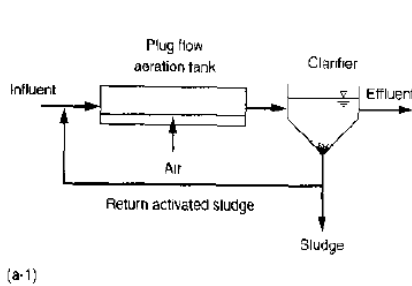 Plug flow
aeration tank
Clarifier
Influent
Effluent
Air
Return activated sludge
Sludge
(a-1)